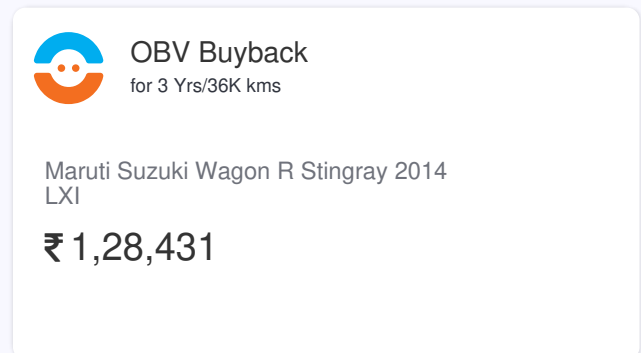 OBV Buyback
for 3 Yrs/36K kms
Maruti Suzuki Wagon R Stingray 2014
LXI
₹ 1,28,431